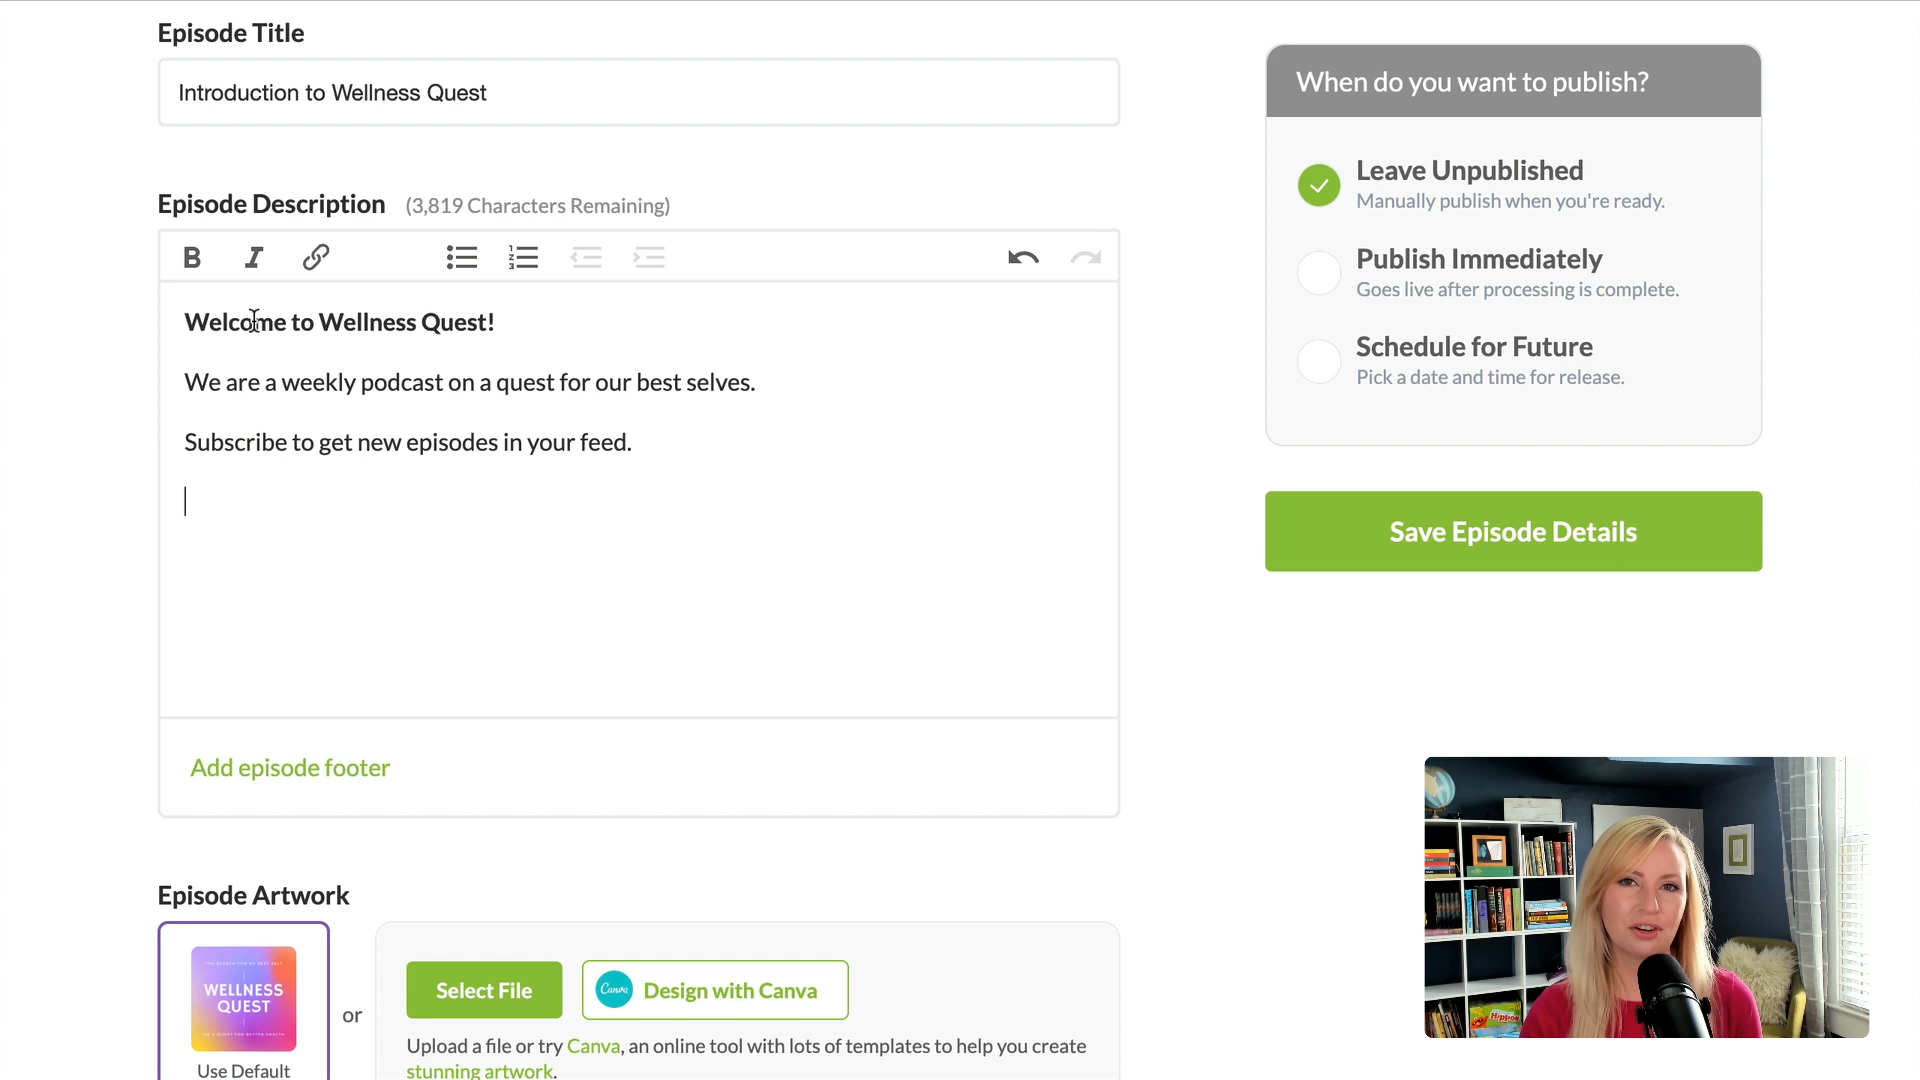 Episode Title
Introduction to Wellness Quest
Episode Description (3,819 Characters Remaining)
B I
Welcome to Wellness Quest!
We are a weekly podcast on a quest for our best selves.
Subscribe to get new episodes in your feed.
Add episode footer
Episode Artwork
WELLNESS
QUEST
Use Default
or
Select File
Canva
Design with Canva
Upload a file or try Canva, an online tool with lots of templates to help you create
stunning artwork.
When do you want to publish?
Leave Unpublished
Manually publish when you're ready.
Publish Immediately
Goes live after processing is complete.
Schedule for Future
Pick a date and time for release.
Save Episode Details